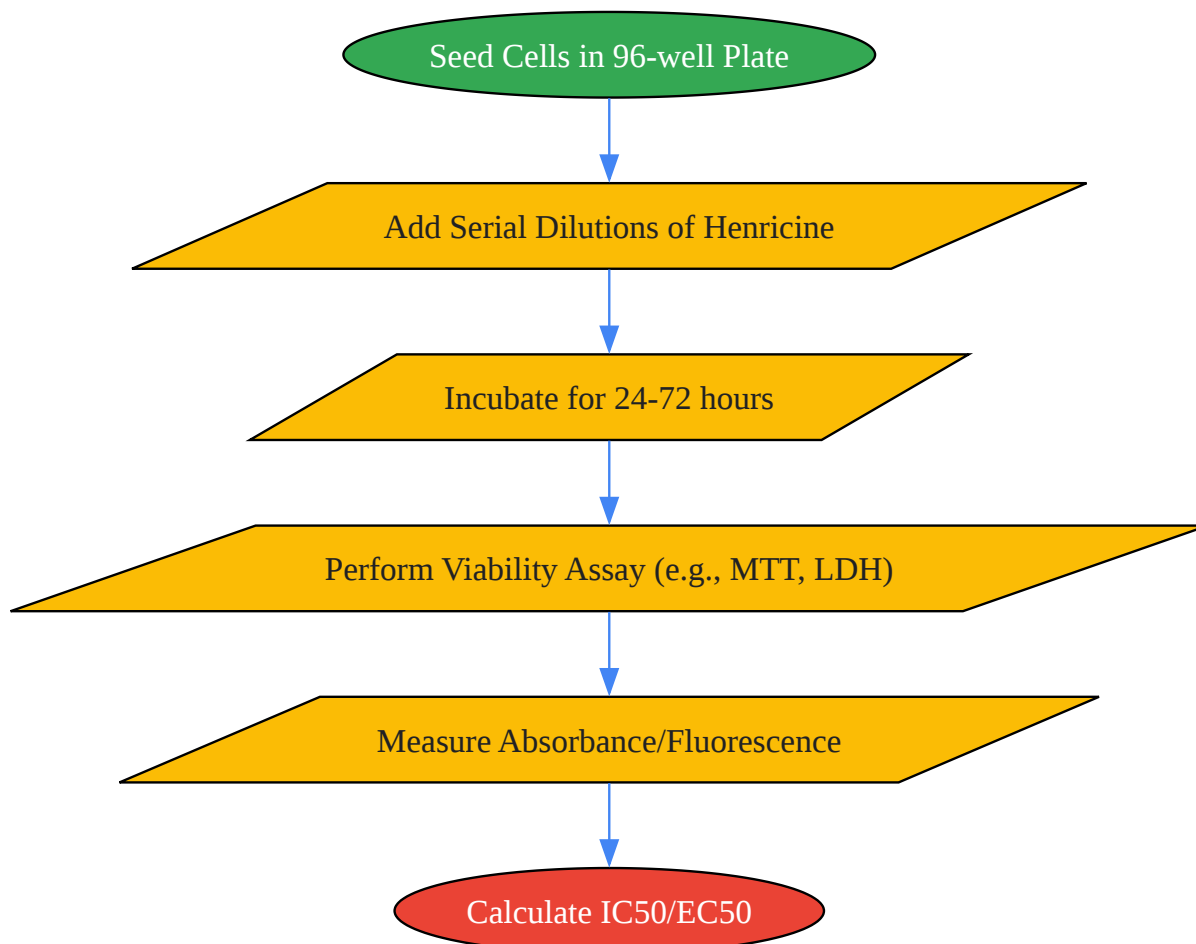 Seed Cells in 96-well Plate
Add Serial Dilutions of Henricine
Incubate for 24-72 hours
Perform Viability Assay (e.g., MTT, LDH)
Measure Absorbance/Fluorescence
Calculate IC50/EC50